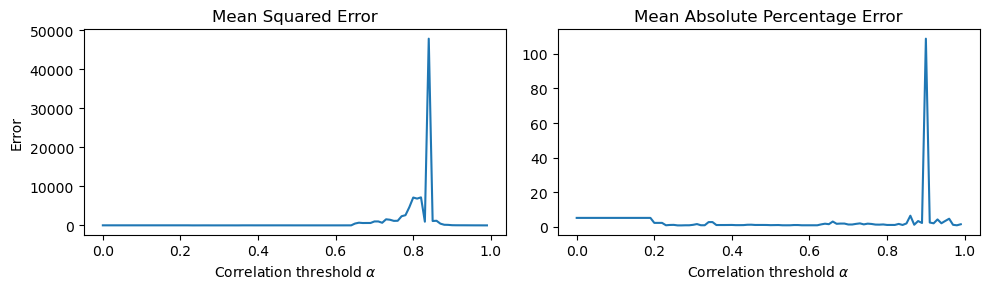 Mean Squared Error
Error
50000
40000
30000
20000
10000
0
0.0 0.2 0.4 0.6 0.8 1.0
Correlation threshold α
Mean Absolute Percentage Error
100
80
60
40
20
0
0.0 0.2 0.4 0.6 0.8 1.0
Correlation threshold α